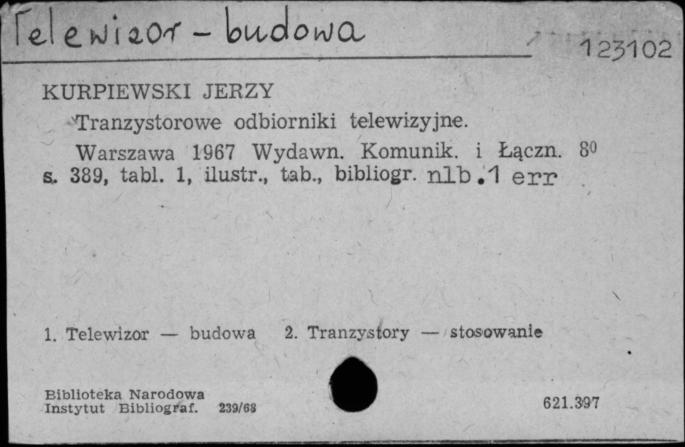 Telewizor - budowa
123102
KURPIEWSKI JERZY
Tranzystorowe odbiorniki telewizyjne.
Warszawa 1967 Wydawn. Komunik. i Łączn. 8⁰
s. 389, tabl. 1, ilustr., tab., bibliogr. nlb.1 err
1. Telewizor — budowa 2. Tranzystory — stosowanie
Biblioteka Narodowa
Instytut Bibliograf. 239/68
621.397